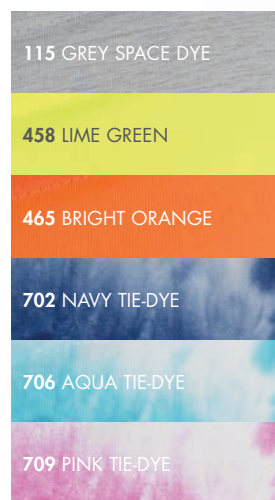 115 GREY SPACE DYE
458 LIME GREEN
465 BRIGHT ORANGE
702 NAVY TIE-DYE
706 AQUA TIE-DYE
709 PINK TIE-DYE